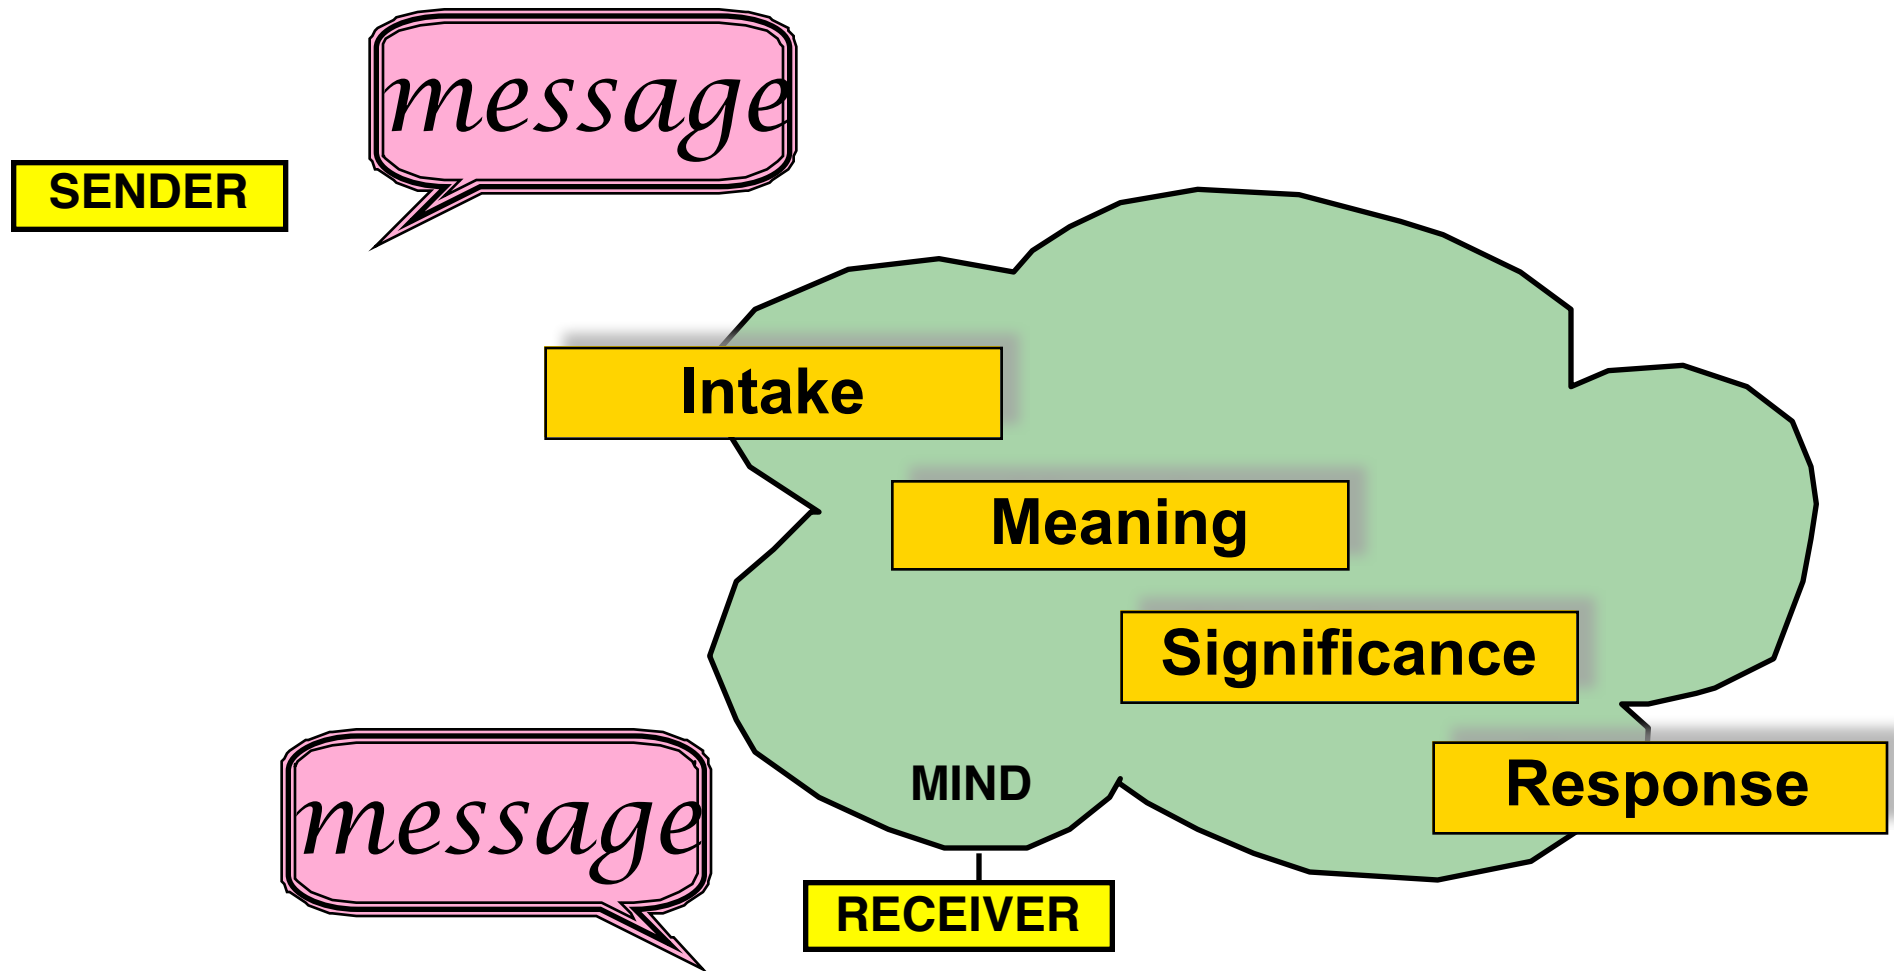 message
SENDER
Intake
Meaning
Significance
Response
MIND
message
RECEIVER